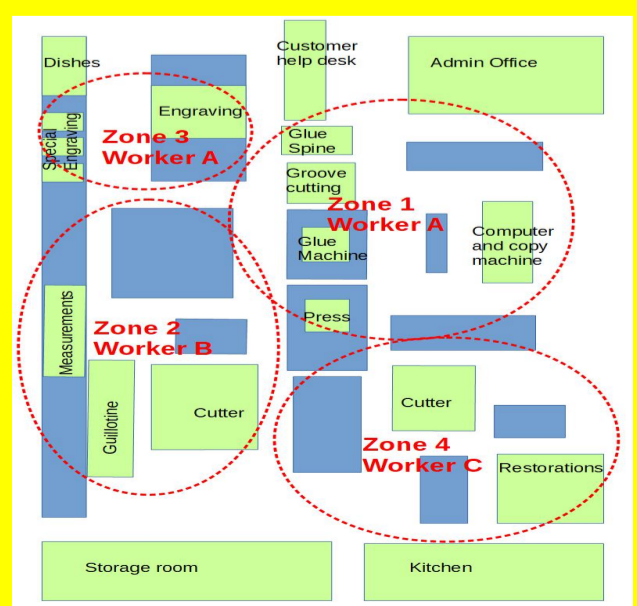 Customer
help desk
Dishes
Admin Office
Engraving
Special
Engraving
Zone 3
Worker A
Glue
Spine
Groove
cutting
Zone 1
Worker A
Glue
Machine
Computer
and copy
machine
Measurements
Zone 2
Worker B
Press
Guillotine
Cutter
Cutter
Zone 4
Worker C
Restorations
Storage room
Kitchen